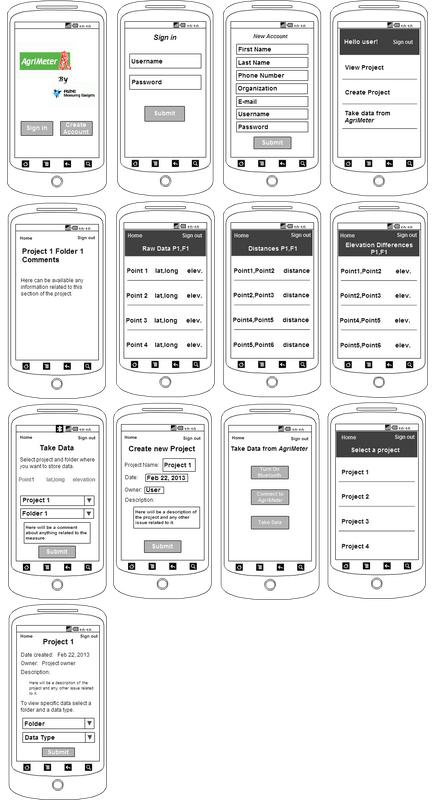 AgriMeter
By
PRIME
Measuring Gadgets
Sign in
Create
Account
Sign in
Username
Password
Submit
New Account
First Name
Last Name
Phone Number
Organization
E-mail
Username
Password
Submit
Hello user!
Sign out
View Project
Create Project
Take data from
AgriMeter
Home
Sign out
Project 1 Folder 1
Comments
Here can be available any
information related to this
section of the project.
Home
Sign out
Raw Data P1,F1
Point 1 lat,long elev.
Point 2 lat,long elev.
Point 3 lat,long elev.
Point 4 lat,long elev.
Home
Sign out
Distances P1,F1
Point1,Point2 distance
Point1,Point2 distance
Point4,Point5 distance
Point5,Point6 distance
Home
Sign out
Elevation Differences
P1,F1
Point1,Point2 elev.
Point1,Point2 elev.
Point4,Point5 elev.
Point5,Point6 elev.
Home
Sign out
Take Data
Select project and folder where
you want to store data.
Point1 lat,long elevation
Project 1
Folder 1
Here will be a comment
about anything related to the
measure.
Submit
Home
Sign out
Create new Project
Project Name: Project 1
Date: Feb 22, 2013
Owner: User
Description:
Here will be a description of
the project and any other
issue related to it.
Submit
Home
Sign out
Take Data from AgriMeter
Turn On
Bluetooth
Connect to
AgriMeter
Take Data
Home
Sign out
Select a project
Project 1
Project 2
Project 3
Project 4
Home
Sign out
Project 1
Date created: Feb 22, 2013
Owner: Project owner
Description:
Here will be a description of the
project and any other issue related
to it.
To view specific data select a
folder and a data type.
Folder
Data Type
Submit